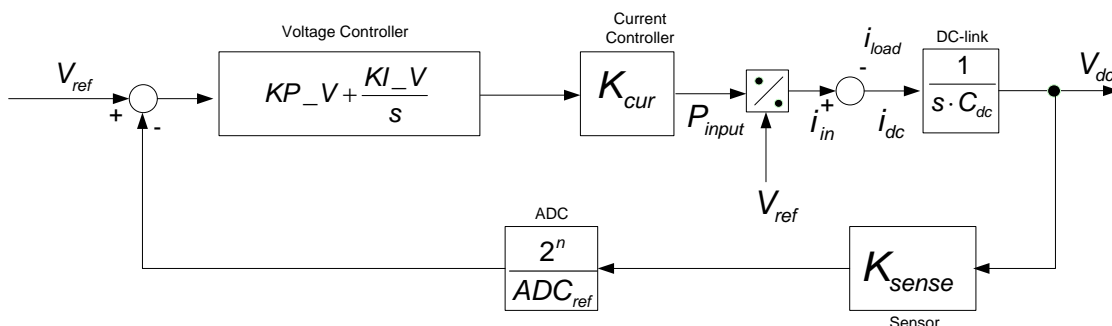 Voltage Controller
Current
Controller
DC-link
V_ref
+
-
KP_V + KI_V / s
K_cur
P_input
V_ref
i_in
+
-
i_load
i_dc
1 / s · C_dc
V_dc
ADC
2^n / ADC_ref
K_sense
Sensor